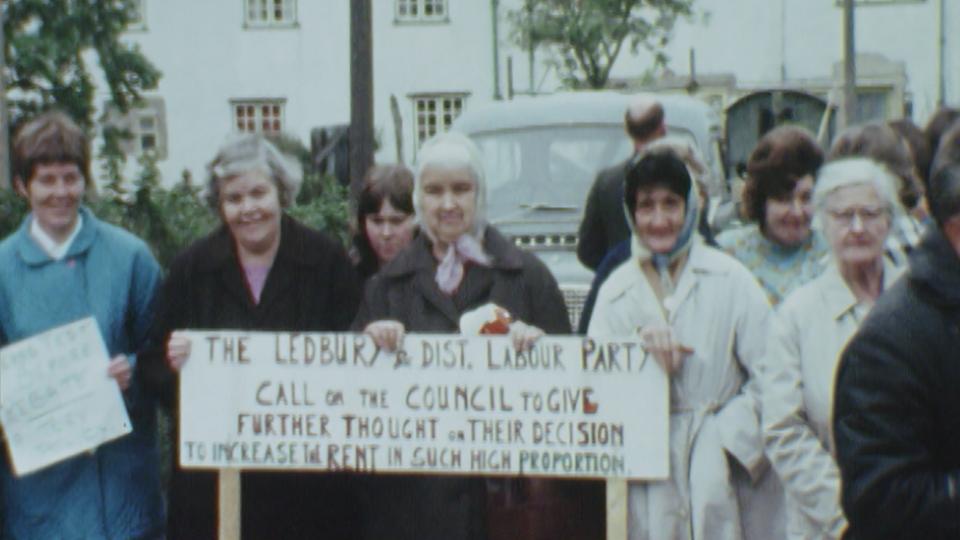 THE LEDBURY & DIST. LABOUR PARTY
CALL ON THE COUNCIL TO GIVE
FURTHER THOUGHT ON THEIR DECISION
TO INCREASE THE RENT IN SUCH HIGH PROPORTION.